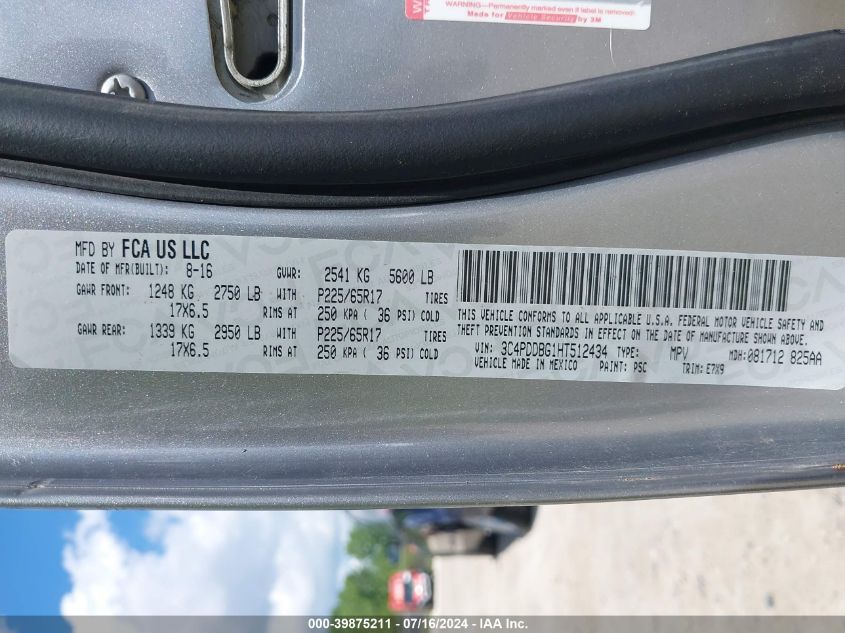 WARNING—Permanently marked even if label is removed.
Made for Vehicle Security by 3M
MFD BY FCA US LLC
DATE OF MFR(BUILT): 8-16 GVWR: 2541 KG 5600 LB
GAWR FRONT: 1248 KG 2750 LB WITH P225/65R17 TIRES
17X6.5 RIMS AT 250 KPA ( 36 PSI) COLD
GAWR REAR: 1339 KG 2950 LB WITH P225/65R17 TIRES
17X6.5 RIMS AT 250 KPA ( 36 PSI) COLD
THIS VEHICLE CONFORMS TO ALL APPLICABLE U.S.A. FEDERAL MOTOR VEHICLE SAFETY AND
THEFT PREVENTION STANDARDS IN EFFECT ON THE DATE OF MANUFACTURE SHOWN ABOVE.
VIN: 3C4PDDBG1HT512434 TYPE: MPV MDH: 081712 825AA
VEHICLE MADE IN MEXICO PAINT: PSC TRIM: E7X9
000-39875211 - 07/16/2024 - IAA Inc.